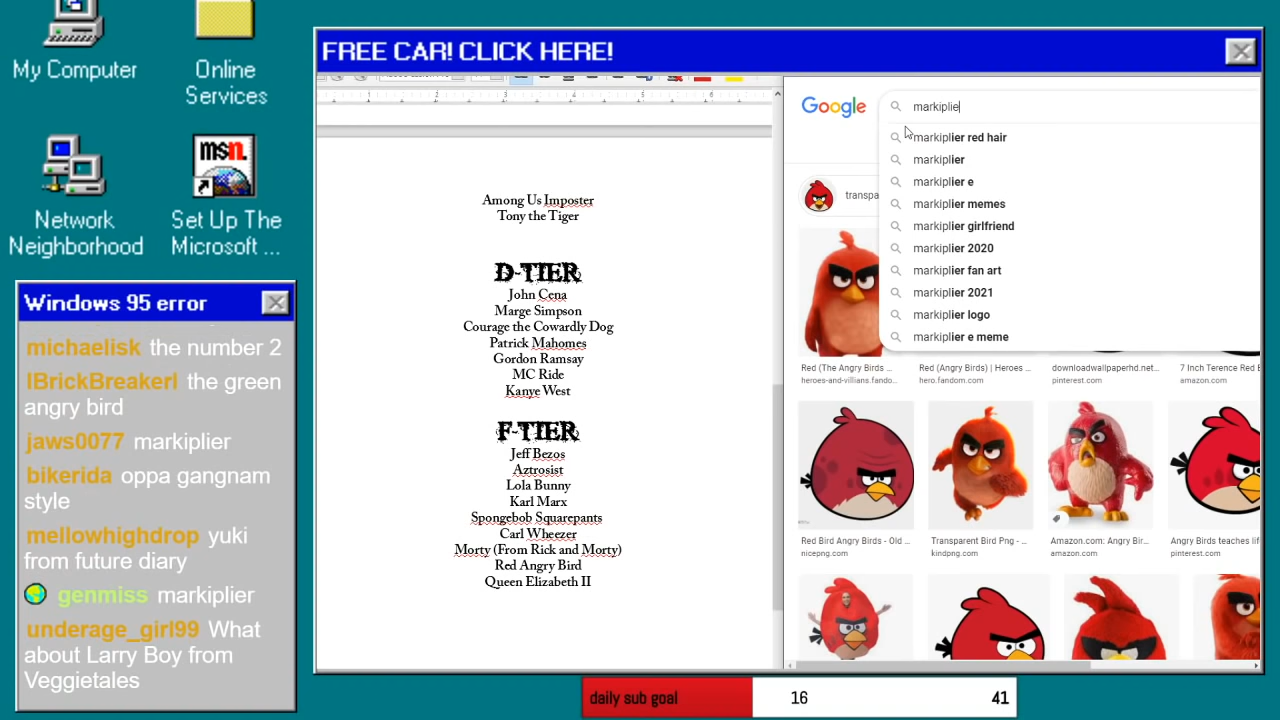 My Computer
Online
Services
Network
Neighborhood
msn.
Set Up The
Microsoft ...
Windows 95 error
michaelisk the number 2
lBrickBreakerl the green
angry bird
jaws0077 markiplier
bikerida oppa gangnam
style
mellowhighdrop yuki
from future diary
genmiss markiplier
underage_girl99 What
about Larry Boy from
Veggietales
FREE CAR! CLICK HERE!
1 2 3 4 5 6
Among Us Imposter
Tony the Tiger
D-TIER
John Cena
Marge Simpson
Courage the Cowardly Dog
Patrick Mahomes
Gordon Ramsay
MC Ride
Kanye West
F-TIER
Jeff Bezos
Aztrosist
Lola Bunny
Karl Marx
Spongebob Squarepants
Carl Wheezer
Morty (From Rick and Morty)
Red Angry Bird
Queen Elizabeth II
Google
markiplie
markiplier red hair
markiplier
markiplier e
markiplier memes
markiplier girlfriend
markiplier 2020
markiplier fan art
markiplier 2021
markiplier logo
markiplier e meme
transpa
Red (The Angry Birds ...
heroes-and-villians.fando...
Red (Angry Birds) | Heroes ...
hero.fandom.com
downloadwallpaperhd.net...
pinterest.com
7 Inch Terence Red B
amazon.com
Red Bird Angry Birds - Old ...
nicepng.com
Transparent Bird Png - ...
kindpng.com
Amazon.com: Angry Bir...
amazon.com
Angry Birds teaches lif
pinterest.com
daily sub goal
16
41